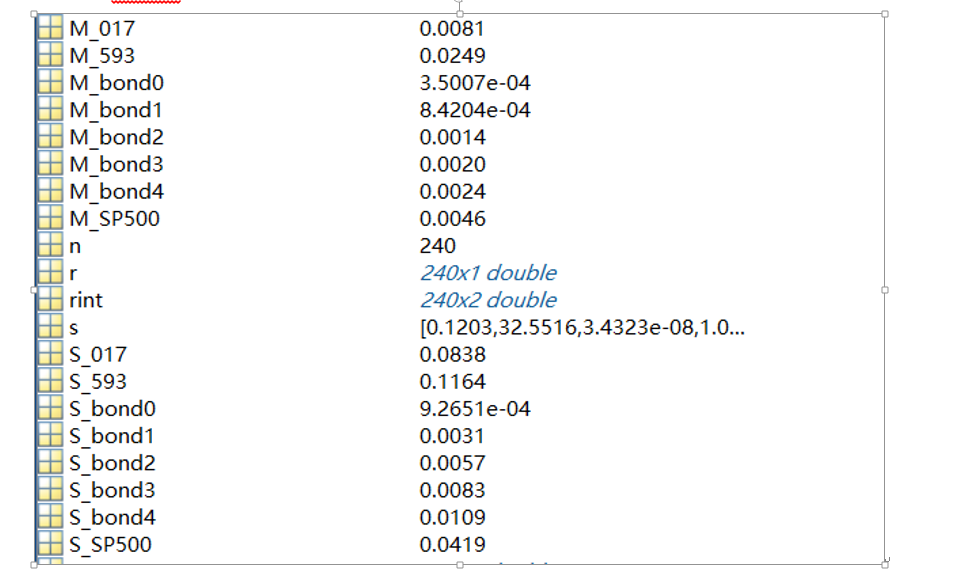 M_017 0.0081
M_593 0.0249
M_bond0 3.5007e-04
M_bond1 8.4204e-04
M_bond2 0.0014
M_bond3 0.0020
M_bond4 0.0024
M_SP500 0.0046
n 240
r 240x1 double
rint 240x2 double
s [0.1203,32.5516,3.4323e-08,1.0...
S_017 0.0838
S_593 0.1164
S_bond0 9.2651e-04
S_bond1 0.0031
S_bond2 0.0057
S_bond3 0.0083
S_bond4 0.0109
S_SP500 0.0419